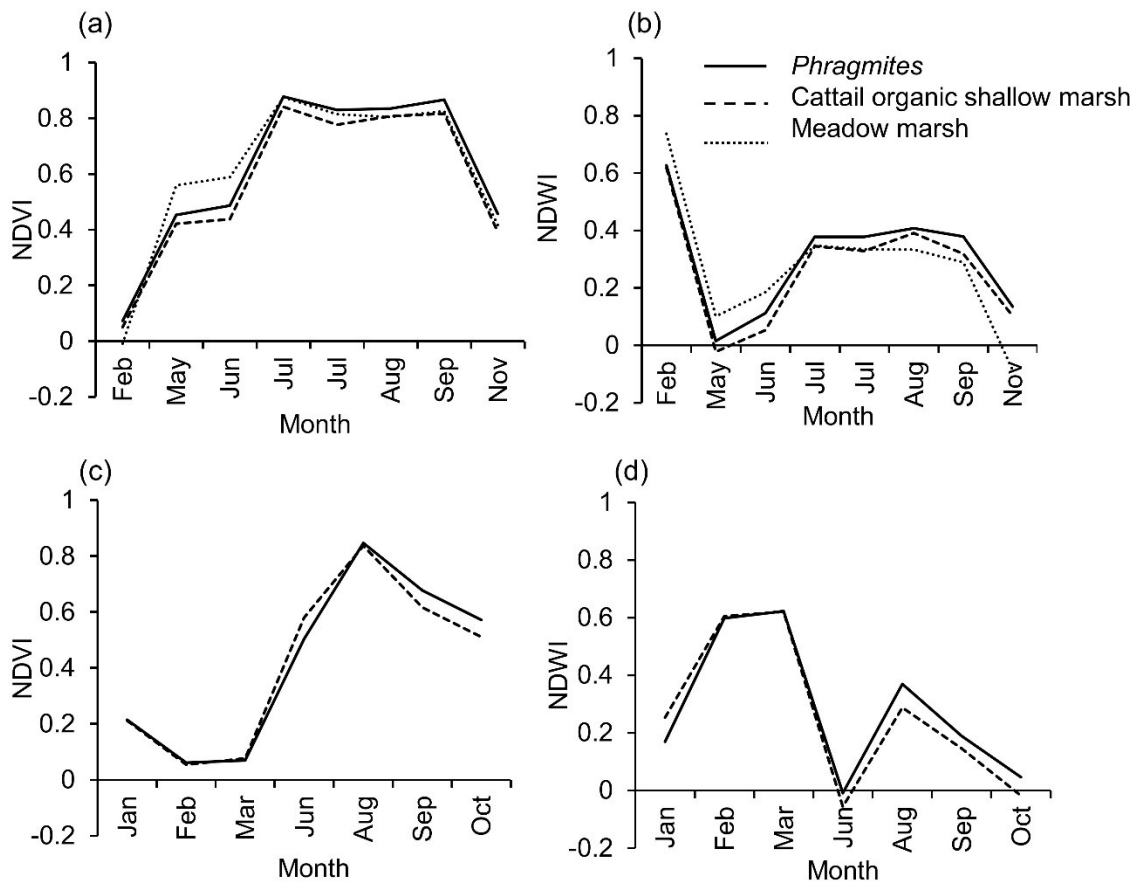 (a)
1
0.8
0.6
0.4
0.2
0
-0.2
NDVI
Feb
May
Jun
Jul
Jul
Aug
Sep
Nov
Month
(b)
Phragmites
Cattail organic shallow marsh
Meadow marsh
1
0.8
0.6
0.4
0.2
0
-0.2
NDWI
Feb
May
Jun
Jul
Jul
Aug
Sep
Nov
Month
(c)
1
0.8
0.6
0.4
0.2
0
-0.2
NDVI
Jan
Feb
Mar
Jun
Aug
Sep
Oct
Month
(d)
1
0.8
0.6
0.4
0.2
0
-0.2
NDWI
Jan
Feb
Mar
Jun
Aug
Sep
Oct
Month